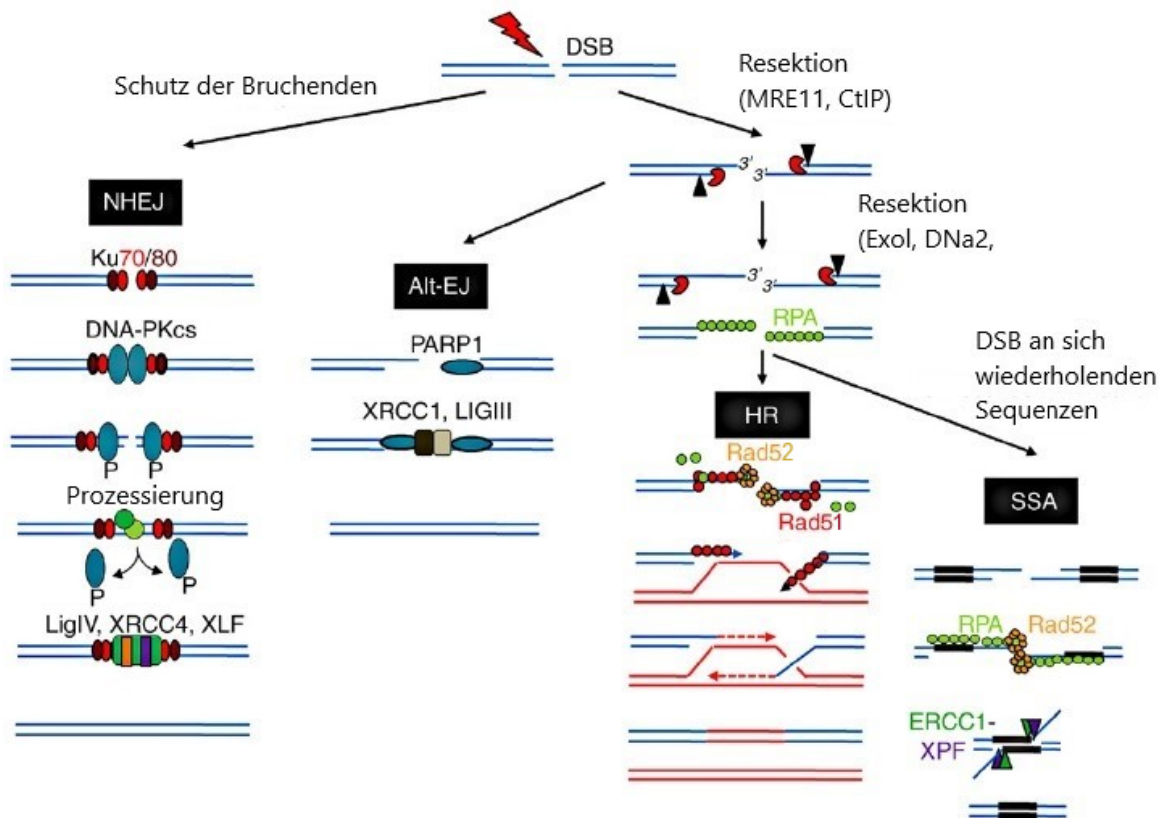 DSB
Schutz der Bruchenden
Resektion
(MRE11, CtIP)
3'
3'
NHEJ
Resektion
(ExoI, DNa2,
Ku70/80
Alt-EJ
3'
3'
RPA
DNA-PKcs
PARP1
DSB an sich
wiederholenden
Sequenzen
XRCC1, LIGIII
HR
Rad52
P P
Prozessierung
Rad51
SSA
P
P
LigIV, XRCC4, XLF
RPA Rad52
ERCC1-
XPF